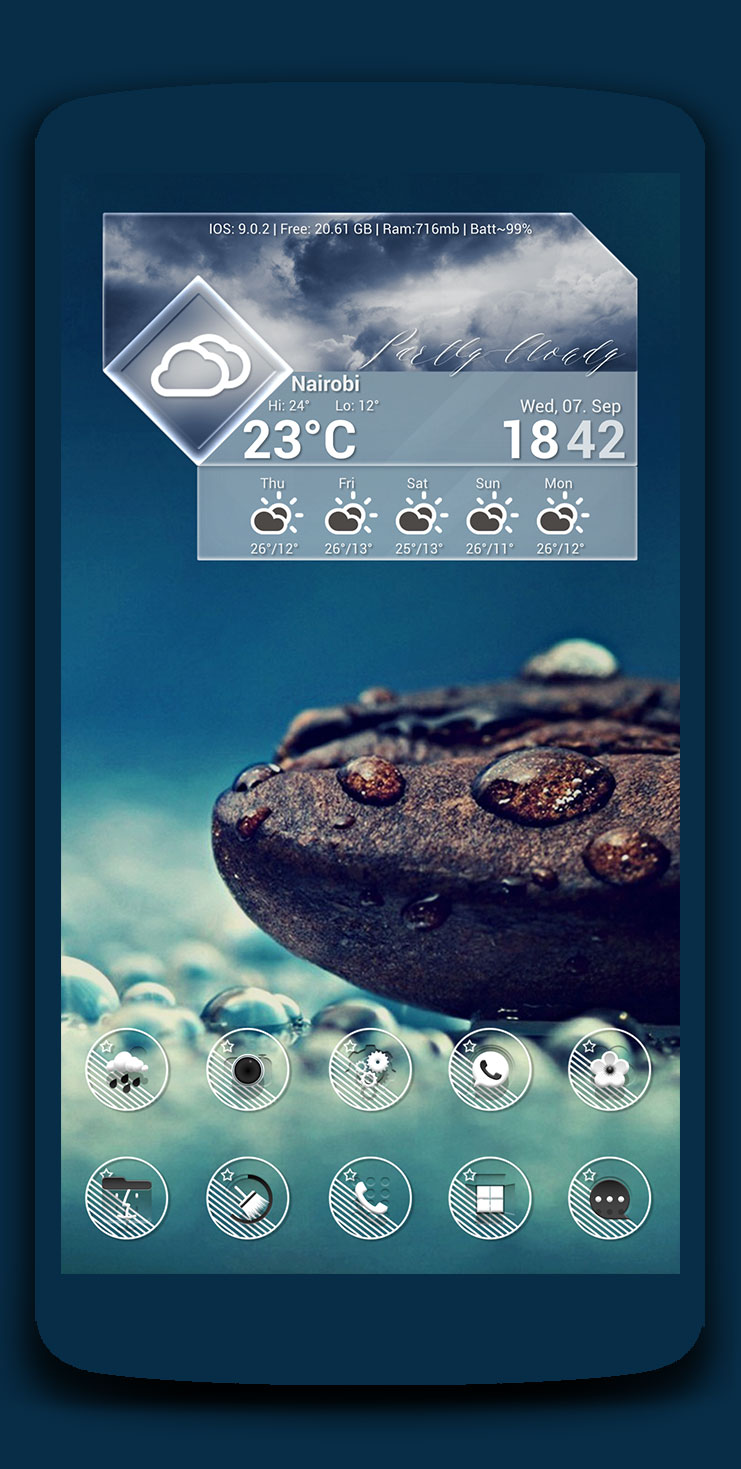 IOS: 9.0.2 | Free: 20.61 GB | Ram:716mb | Batt~99%
Partly Cloudy
Nairobi
Hi: 24° Lo: 12°
Wed, 07. Sep
23°C
18 42
Thu Fri Sat Sun Mon
26°/12° 26°/13° 25°/13° 26°/11° 26°/12°